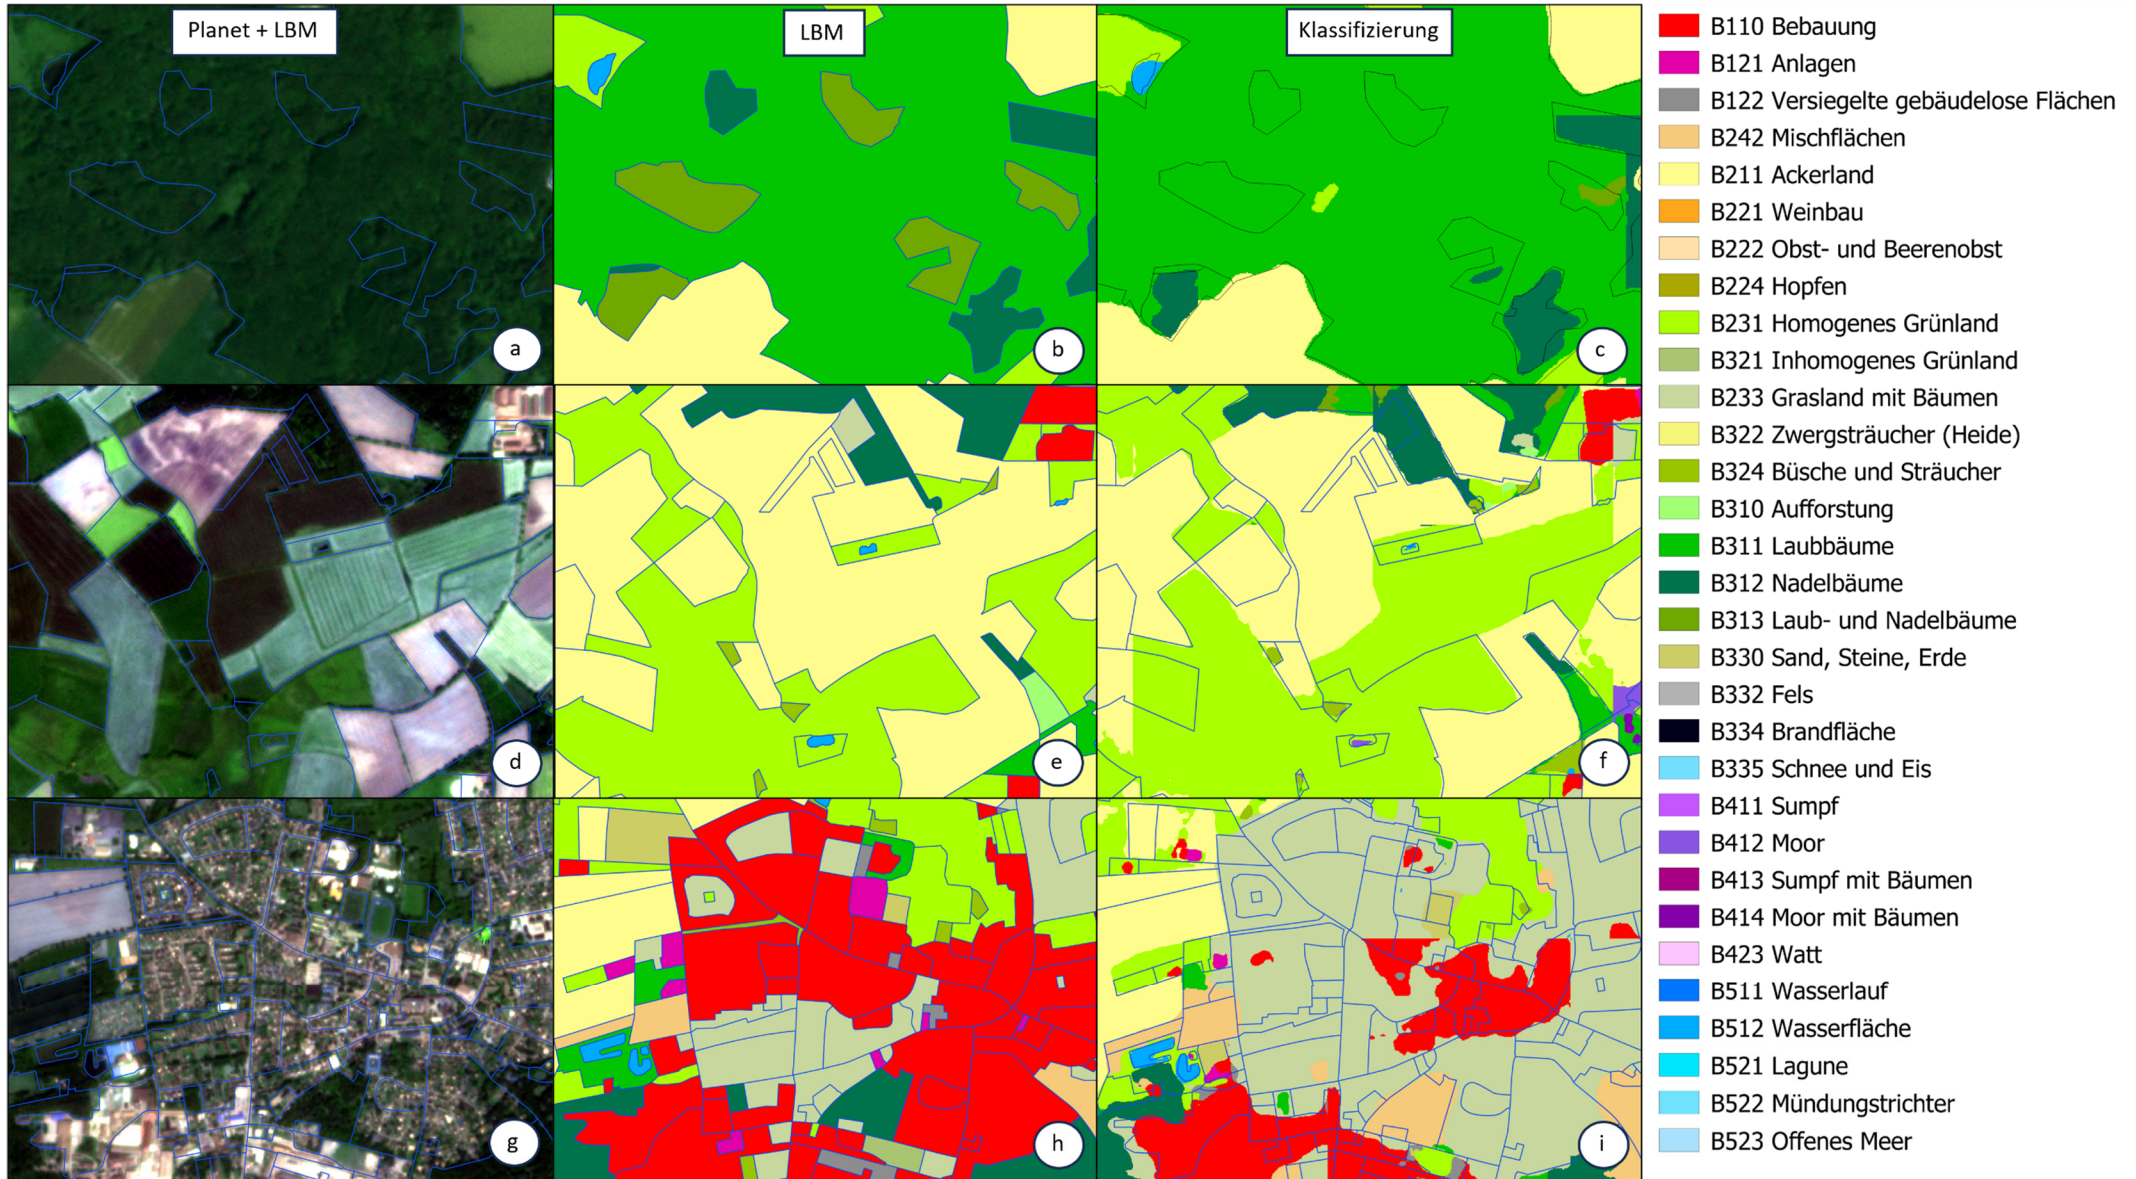 Planet + LBM
LBM
Klassifizierung
a
b
c
d
e
f
g
h
i
B110 Bebauung
B121 Anlagen
B122 Versiegelte gebäudelose Flächen
B242 Mischflächen
B211 Ackerland
B221 Weinbau
B222 Obst- und Beerenobst
B224 Hopfen
B231 Homogenes Grünland
B321 Inhomogenes Grünland
B233 Grasland mit Bäumen
B322 Zwergsträucher (Heide)
B324 Büsche und Sträucher
B310 Aufforstung
B311 Laubbäume
B312 Nadelbäume
B313 Laub- und Nadelbäume
B330 Sand, Steine, Erde
B332 Fels
B334 Brandfläche
B335 Schnee und Eis
B411 Sumpf
B412 Moor
B413 Sumpf mit Bäumen
B414 Moor mit Bäumen
B423 Watt
B511 Wasserlauf
B512 Wasserfläche
B521 Lagune
B522 Mündungstrichter
B523 Offenes Meer